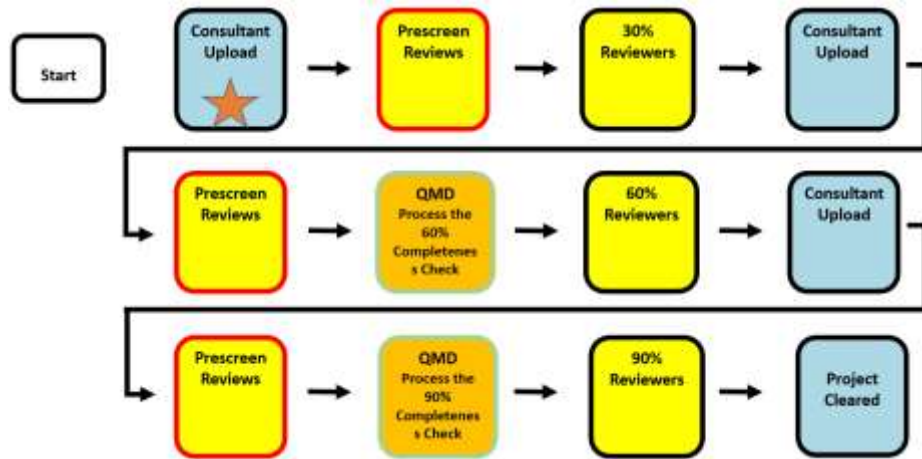 Start
Consultant
Upload
Prescreen
Reviews
30%
Reviewers
Consultant
Upload
Prescreen
Reviews
QMD
Process the
60%
Completenes
s Check
60%
Reviewers
Consultant
Upload
Prescreen
Reviews
QMD
Process the
90%
Completenes
s Check
90%
Reviewers
Project
Cleared